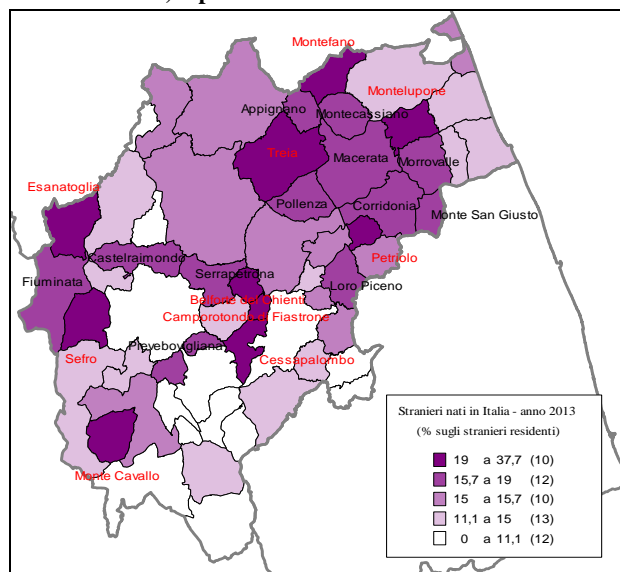 Montefano
Montelupone
Appignano
Montecassiano
Treia
Macerata
Morrovalle
Esanatoglia
Pollenza
Corridonia
Monte San Giusto
Castelraimondo
Petriolo
Fiuminata
Serrapetrona
Loro Piceno
Belforte del Chienti
Camporotondo di Fiastrone
Pievebovigliana
Sefro
Cessapalombo
Monte Cavallo
Stranieri nati in Italia - anno 2013
(% sugli stranieri residenti)
19 a 37,7 (10)
15,7 a 19 (12)
15 a 15,7 (10)
11,1 a 15 (13)
0 a 11,1 (12)